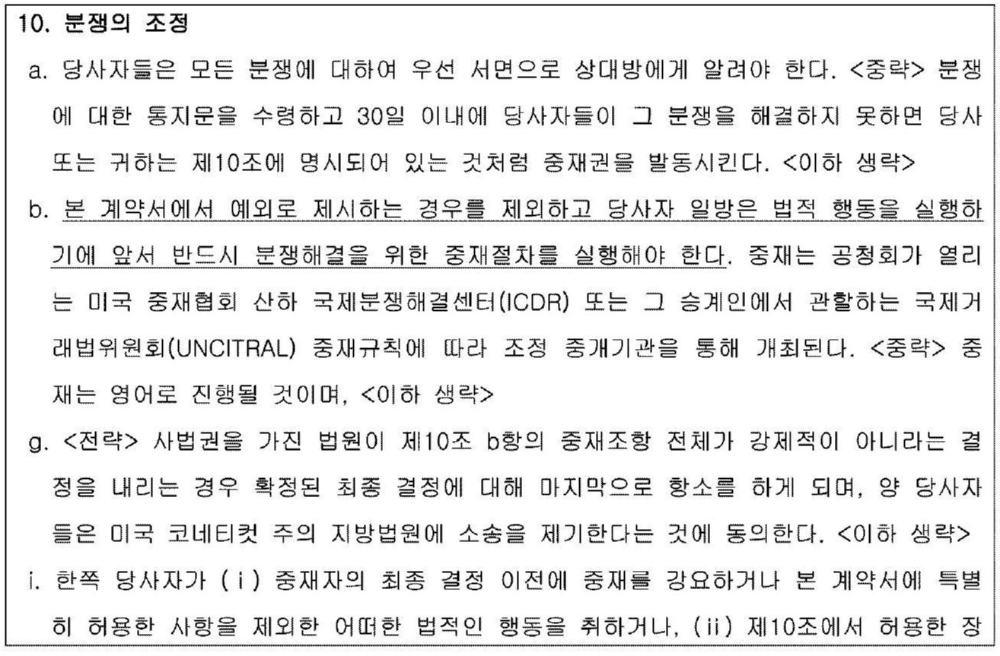 10. 분쟁의 조정
a. 당사자들은 모든 분쟁에 대하여 우선 서면으로 상대방에게 알려야 한다. <중략> 분쟁
에 대한 통지문을 수령하고 30일 이내에 당사자들이 그 분쟁을 해결하지 못하면 당사
또는 귀하는 제10조에 명시되어 있는 것처럼 중재권을 발동시킨다. <이하 생략>
b. 본 계약서에서 예외로 제시하는 경우를 제외하고 당사자 일방은 법적 행동을 실행하
기에 앞서 반드시 분쟁해결을 위한 중재절차를 실행해야 한다. 중재는 공청회가 열리
는 미국 중재협회 산하 국제분쟁해결센터(ICDR) 또는 그 승계인에서 관할하는 국제거
래법위원회(UNCITRAL) 중재규칙에 따라 조정 중개기관을 통해 개최된다. <중략> 중
재는 영어로 진행될 것이며, <이하 생략>
g. <전략> 사법권을 가진 법원이 제10조 b항의 중재조항 전체가 강제적이 아니라는 결
정을 내리는 경우 확정된 최종 결정에 대해 마지막으로 항소를 하게 되며, 양 당사자
들은 미국 코네티컷 주의 지방법원에 소송을 제기한다는 것에 동의한다. <이하 생략>
i. 한쪽 당사자가 (ⅰ) 중재자의 최종 결정 이전에 중재를 강요하거나 본 계약서에 특별
히 허용한 사항을 제외한 어떠한 법적인 행동을 취하거나, (ⅱ) 제10조에서 허용한 장